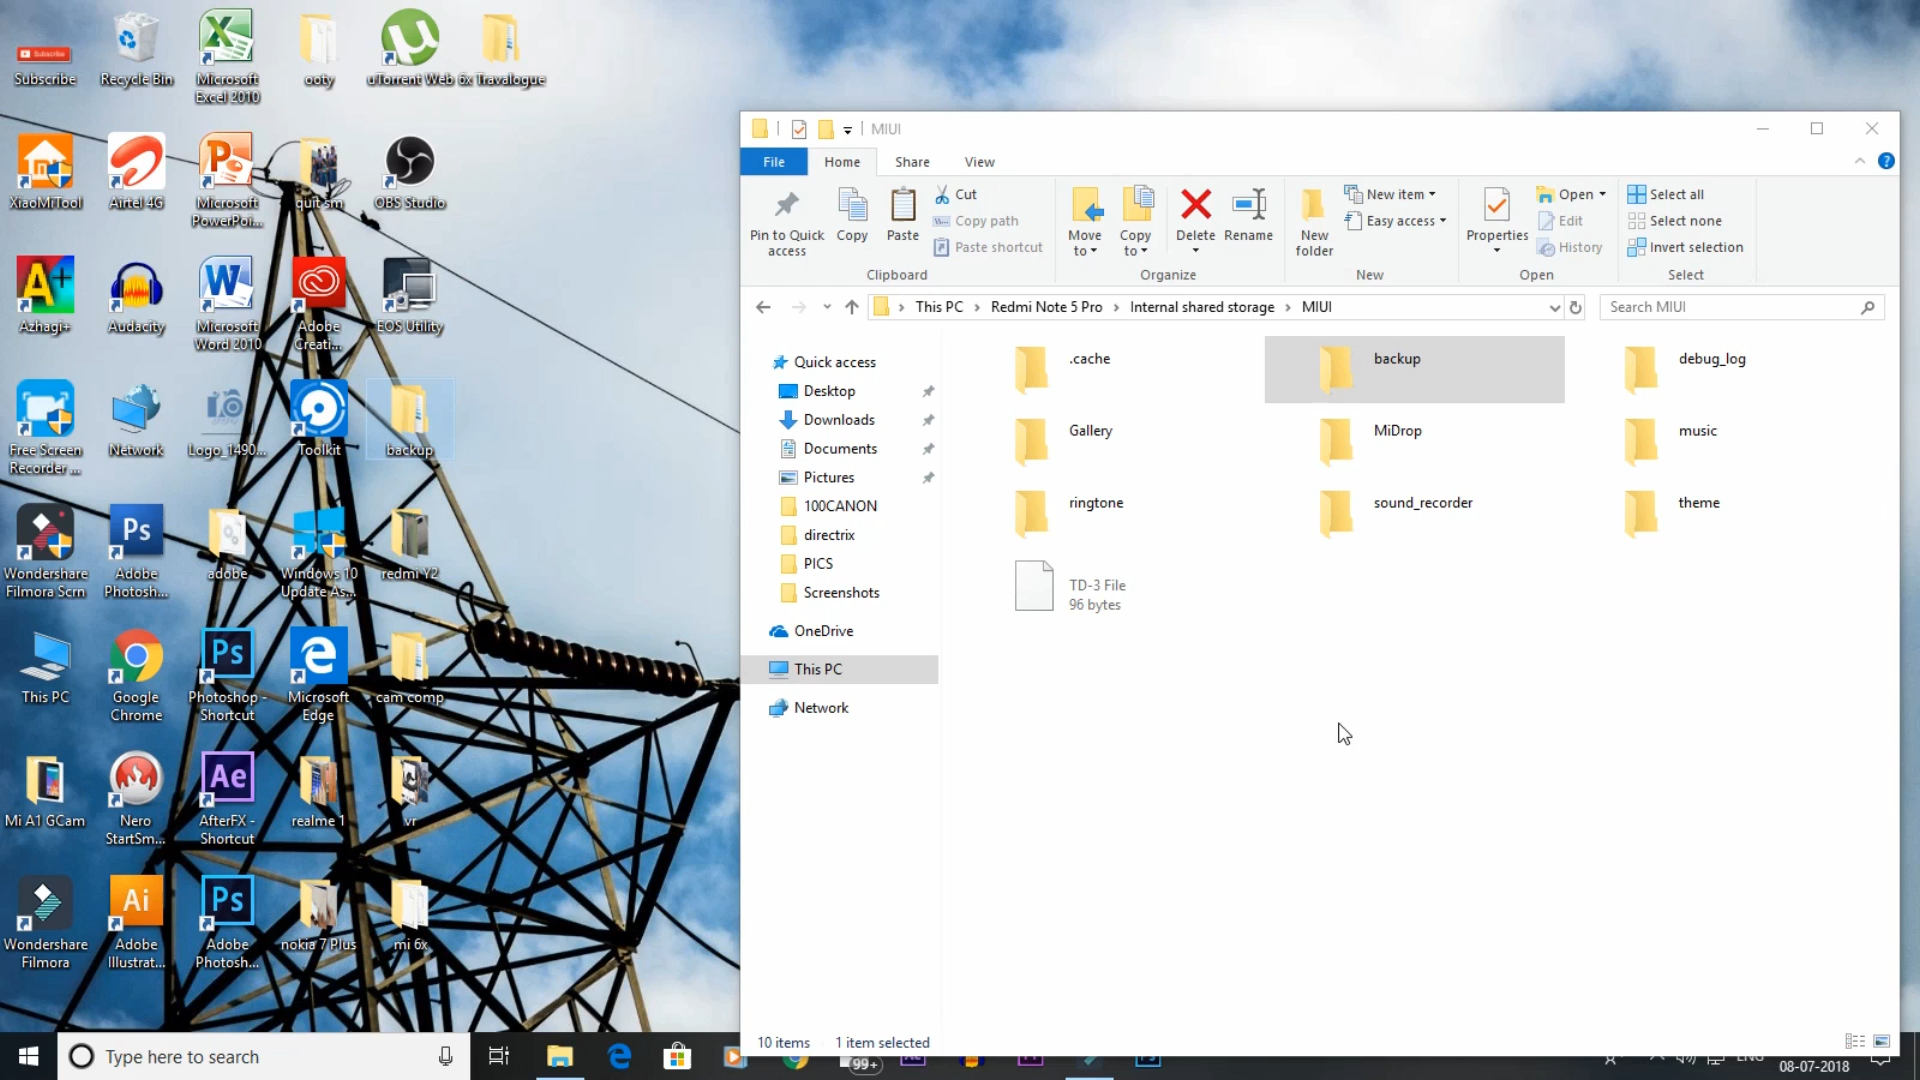 Subscribe
Subscribe
Recycle Bin
Microsoft
Excel 2010
ooty
uTorrent Web
6x Travalogue
XiaoMiTool
Airtel 4G
Microsoft
PowerPoi...
quit sm
OBS Studio
Azhagi+
Audacity
Microsoft
Word 2010
Adobe
Creati...
EOS Utility
Free Screen
Recorder ...
Network
Logo_1490...
Toolkit
backup
Wondershare
Filmora Scrn
Adobe
Photosh...
adobe
Windows 10
Update As...
redmi Y2
This PC
Google
Chrome
Photoshop -
Shortcut
Microsoft
Edge
cam comp
Mi A1 GCam
Nero
StartSm...
AfterFX -
Shortcut
realme 1
vr
Wondershare
Filmora
Adobe
Illustrat...
Adobe
Photosh...
nokia 7 Plus
mi 6x
MIUI
File
Home
Share
View
Pin to Quick
access
Copy
Paste
Cut
Copy path
Paste shortcut
Clipboard
Move
to
Copy
to
Delete
Rename
Organize
New
folder
New item
Easy access
New
Properties
Open
Edit
History
Open
Select all
Select none
Invert selection
Select
This PC > Redmi Note 5 Pro > Internal shared storage > MIUI
Search MIUI
Quick access
Desktop
Downloads
Documents
Pictures
100CANON
directrix
PICS
Screenshots
OneDrive
This PC
Network
.cache
backup
debug_log
Gallery
MiDrop
music
ringtone
sound_recorder
theme
TD-3 File
96 bytes
10 items
1 item selected
Type here to search
99+
08-07-2018